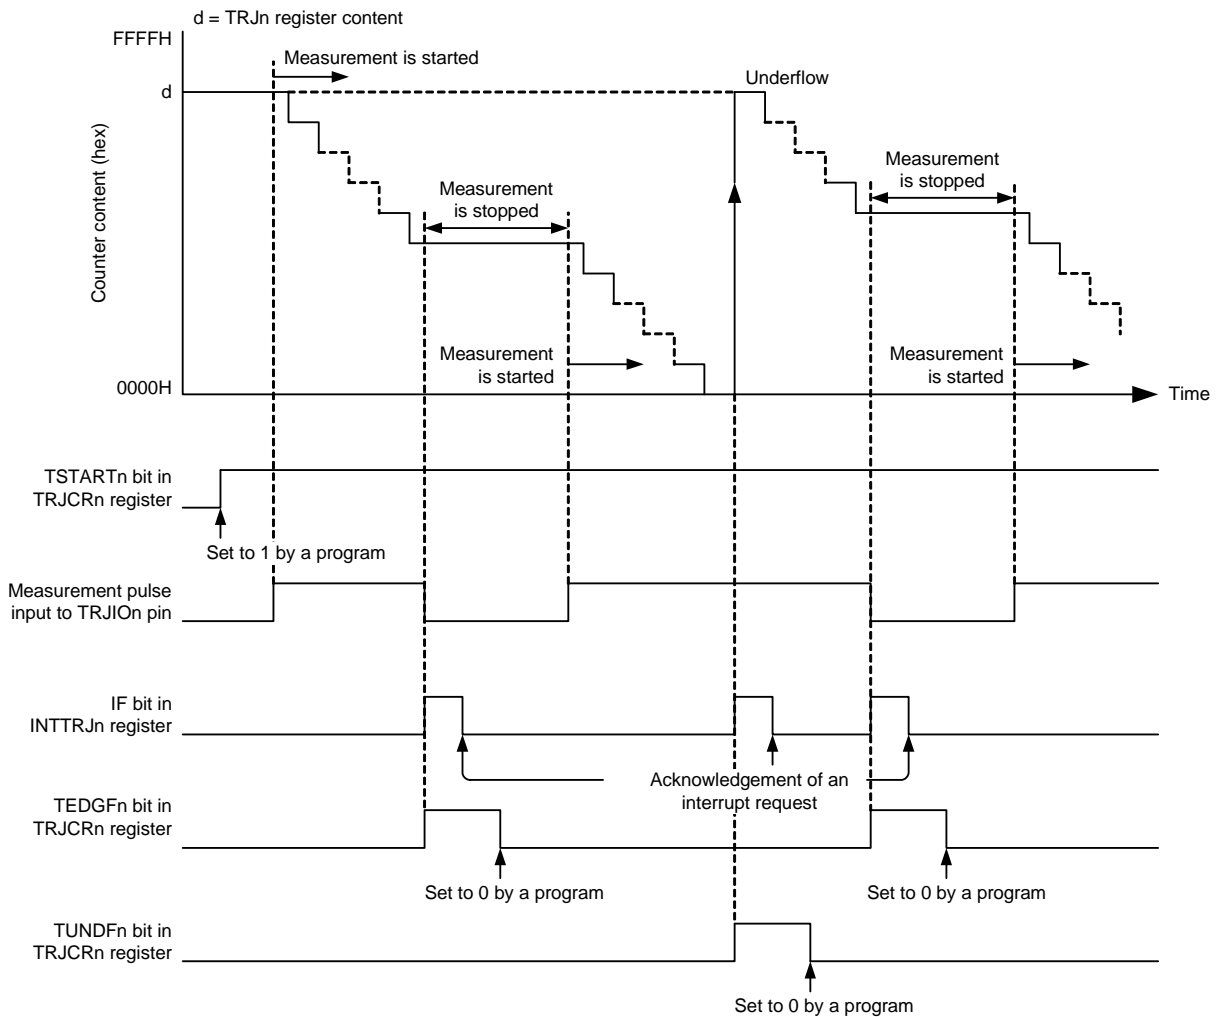 d = TRJn register content
FFFFH
Measurement is started
d
Underflow
Counter content (hex)
Measurement
is stopped
Measurement
is stopped
Measurement
is started
Measurement
is started
0000H
Time
TSTARTn bit in
TRJCRn register
Set to 1 by a program
Measurement pulse
input to TRJIOn pin
IF bit in
INTTRJn register
Acknowledgement of an
interrupt request
TEDGFn bit in
TRJCRn register
Set to 0 by a program
Set to 0 by a program
TUNDFn bit in
TRJCRn register
Set to 0 by a program